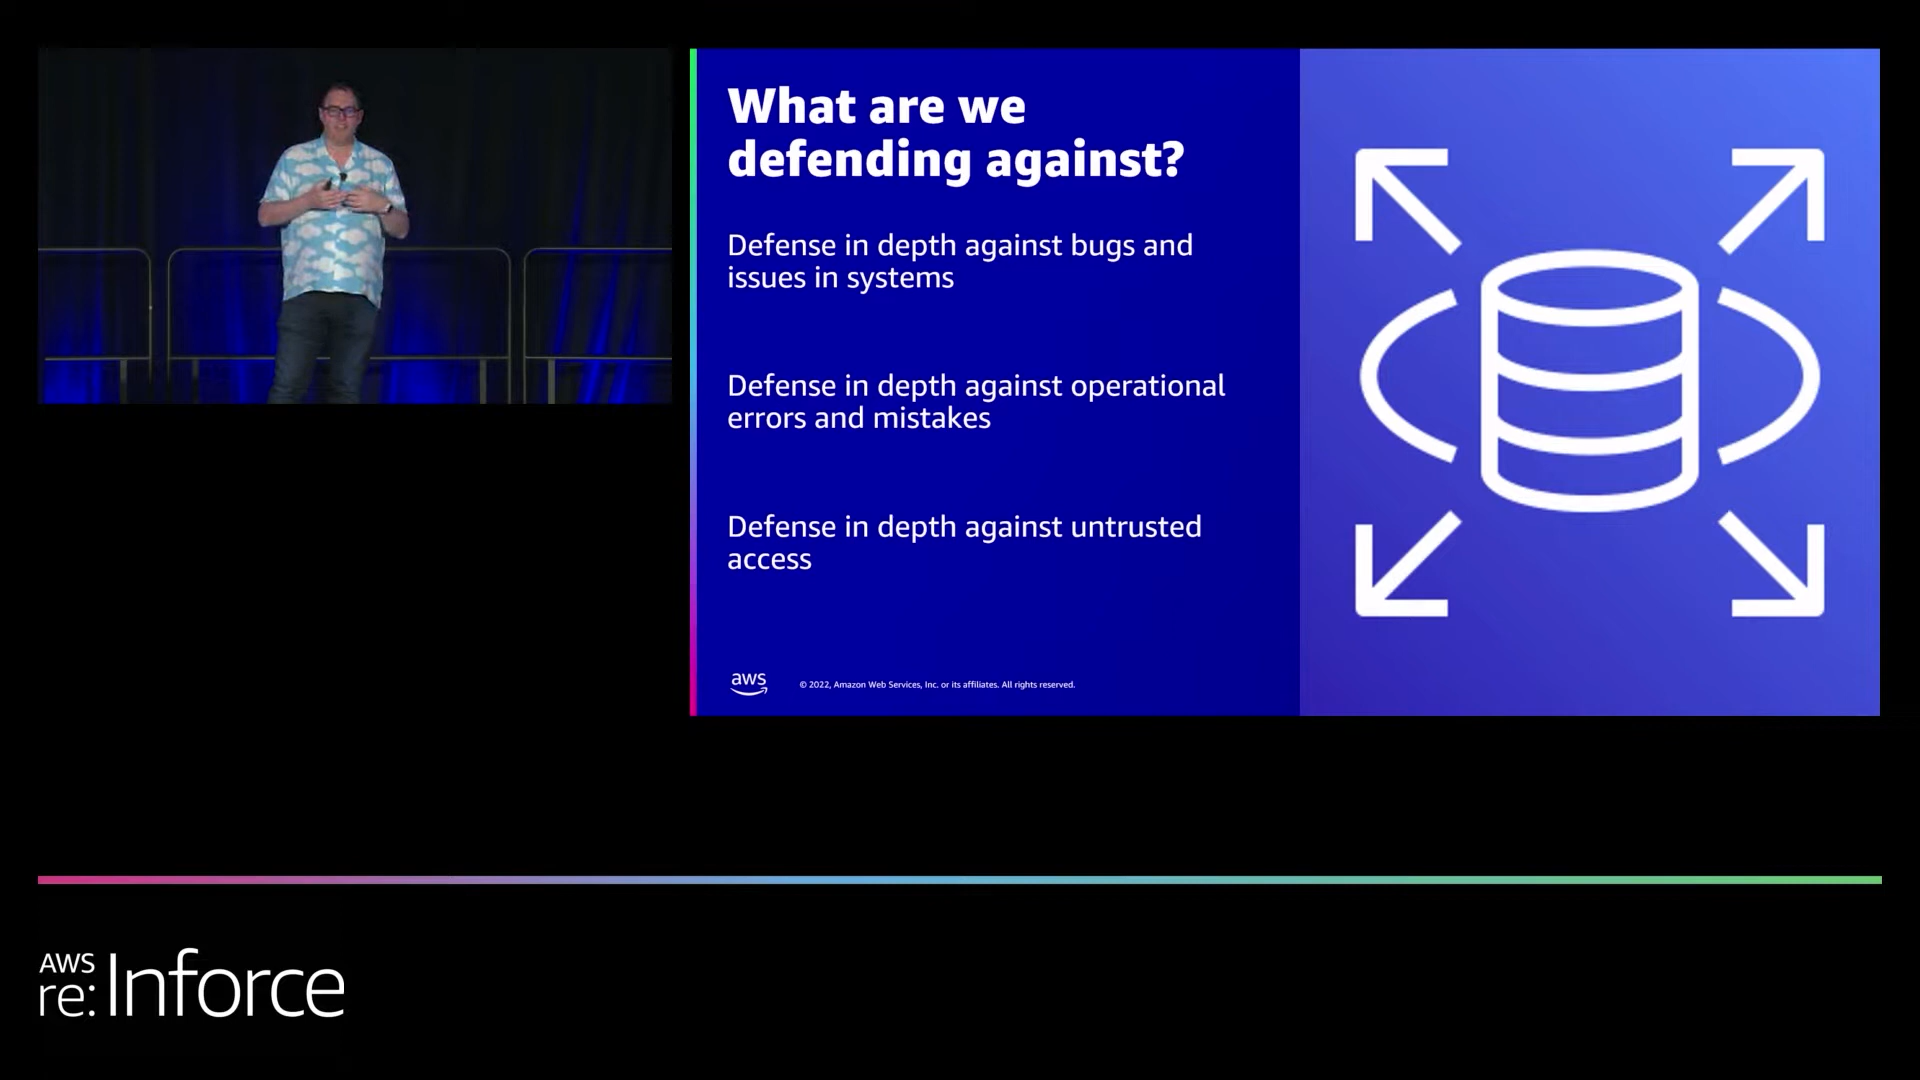 What are we
defending against?
Defense in depth against bugs and
issues in systems
Defense in depth against operational
errors and mistakes
Defense in depth against untrusted
access
aws
© 2022, Amazon Web Services, Inc. or its affiliates. All rights reserved.
AWS
re:Inforce